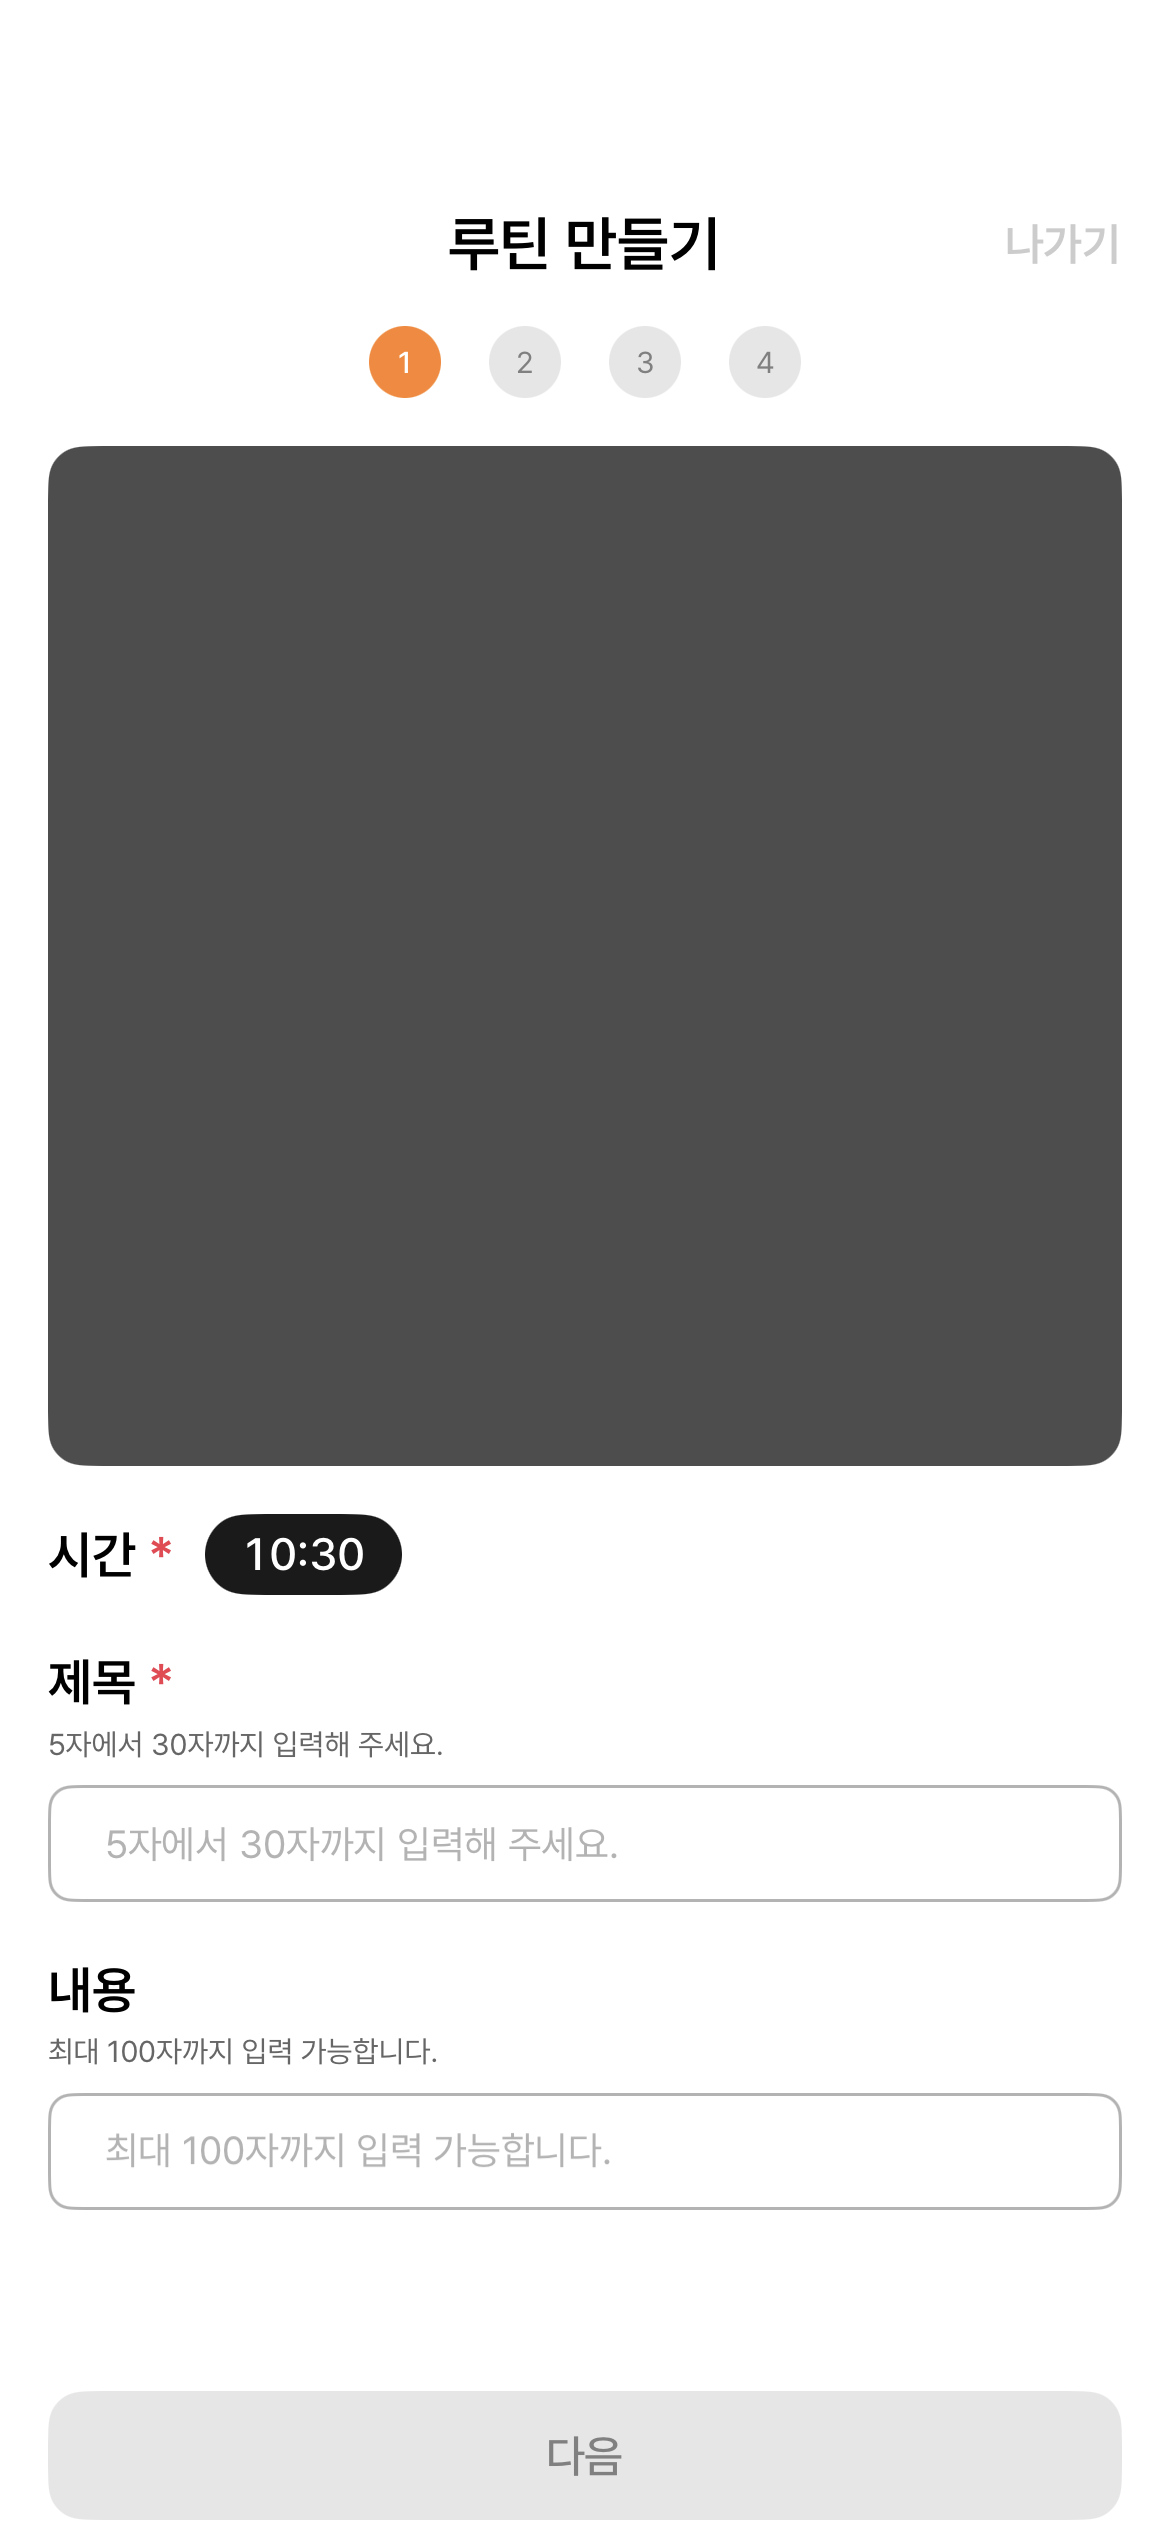 루틴 만들기 나가기
1 2 3 4
시간 * 10:30
제목 *
5자에서 30자까지 입력해 주세요.
5자에서 30자까지 입력해 주세요.
내용
최대 100자까지 입력 가능합니다.
최대 100자까지 입력 가능합니다.
다음